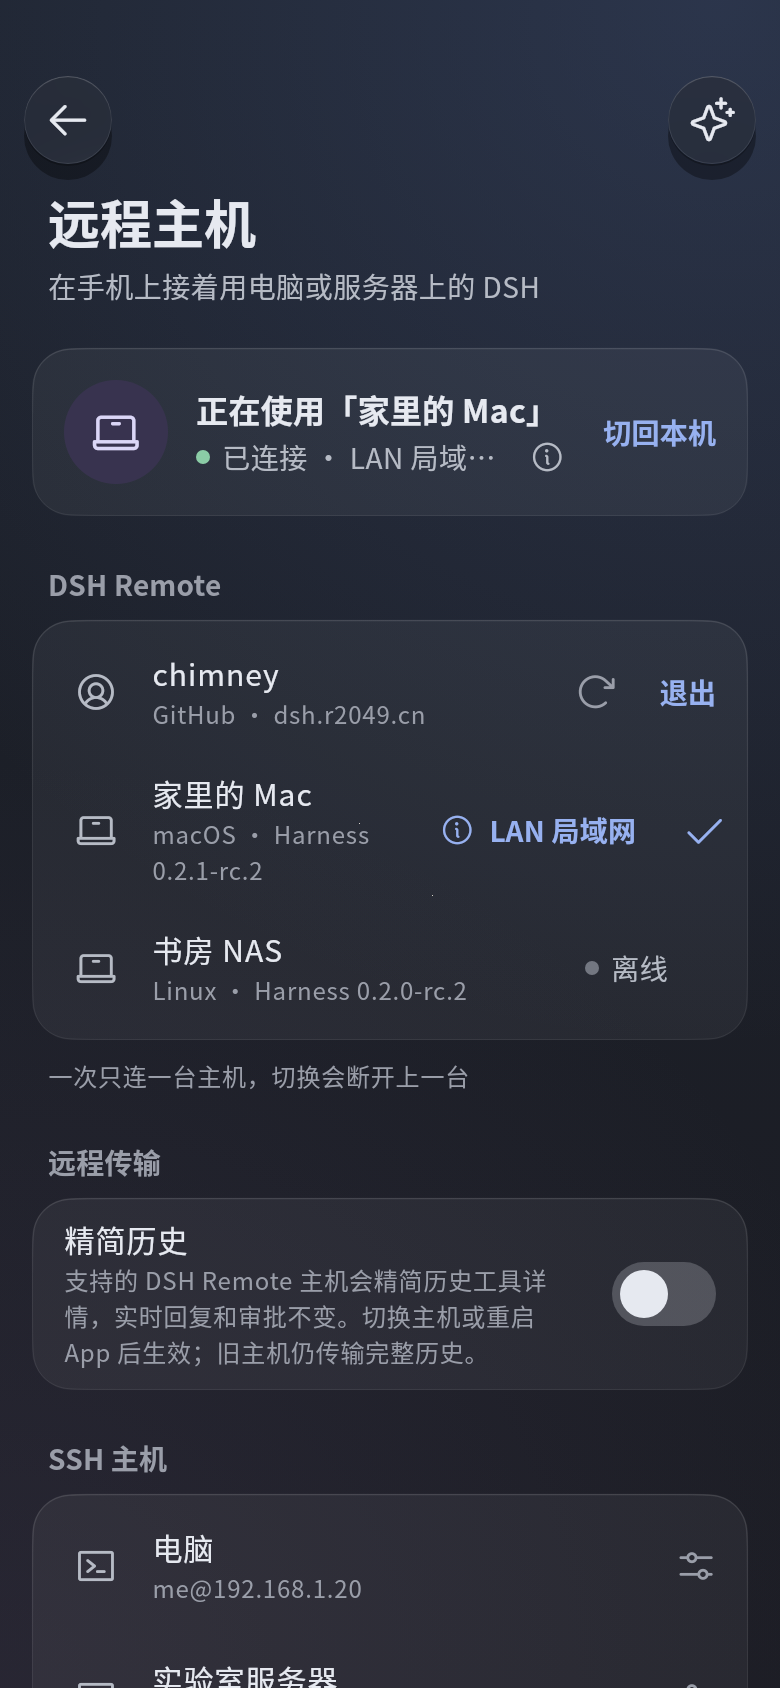 远程主机
在手机上接着用电脑或服务器上的 DSH
正在使用「家里的 Mac」
已连接 · LAN 局域…
切回本机
DSH Remote
chimney
GitHub · dsh.r2049.cn
退出
家里的 Mac
macOS · Harness
0.2.1-rc.2
LAN 局域网
书房 NAS
Linux · Harness 0.2.0-rc.2
离线
一次只连一台主机，切换会断开上一台
远程传输
精简历史
支持的 DSH Remote 主机会精简历史工具详
情，实时回复和审批不变。切换主机或重启
App 后生效；旧主机仍传输完整历史。
SSH 主机
电脑
me@192.168.1.20
实验室服务器